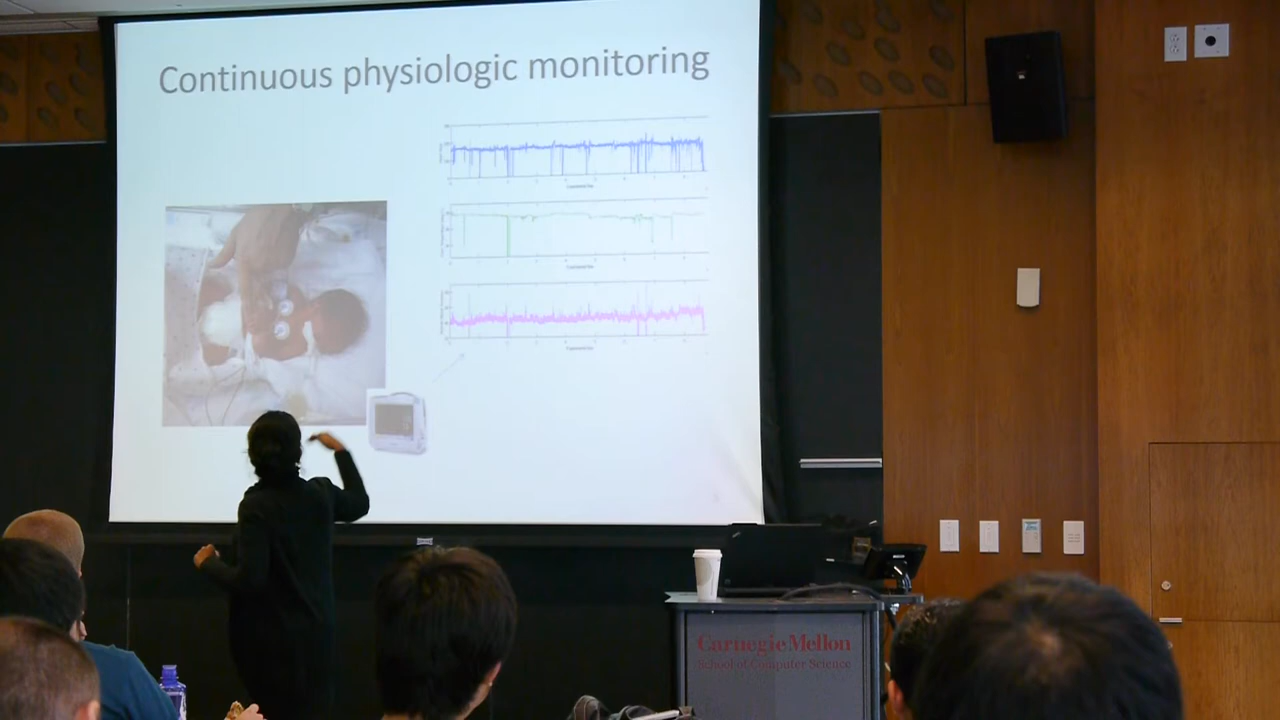 Continuous physiologic monitoring
Carnegie Mellon
School of Computer Science